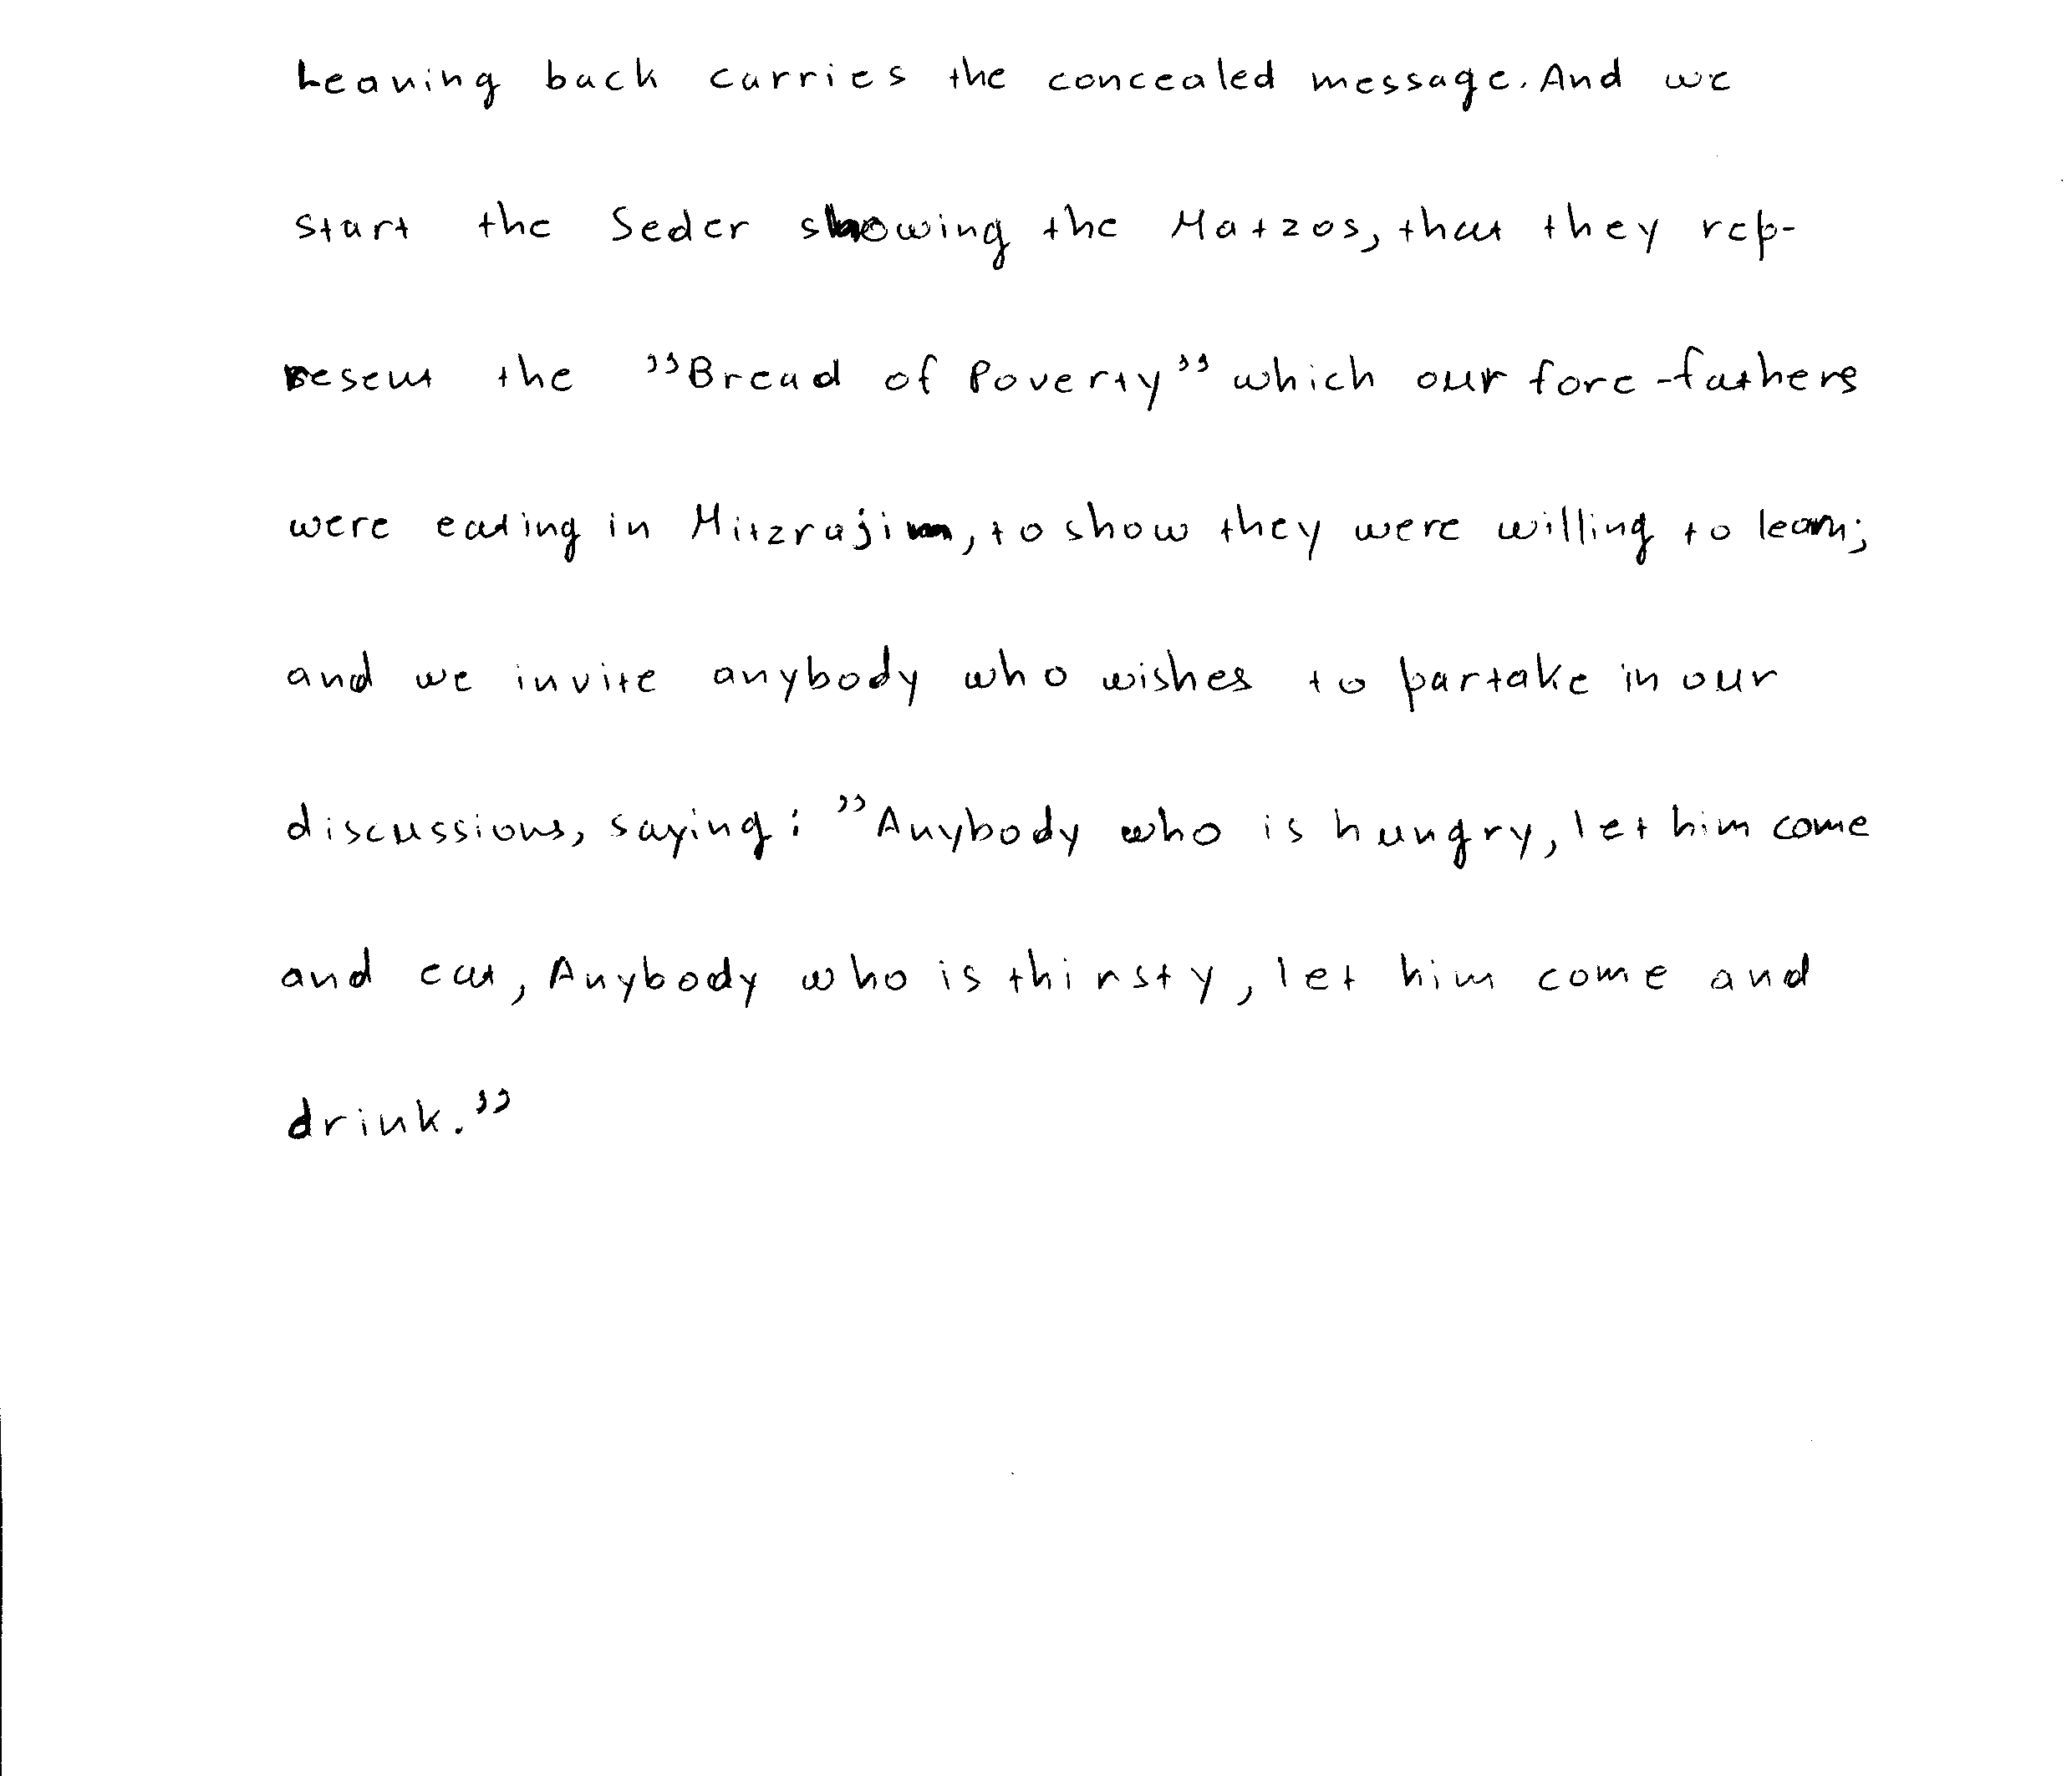 Leaning back carries the concealed message. And we
start the Seder showing the Matzos, that they rep-
resent the ”Bread of Poverty” which our fore-fathers
were eating in Mitzrajim, to show they were willing to learn;
and we invite anybody who wishes to partake in our
discussions, saying: ”Anybody who is hungry, let him come
and eat, Anybody who is thirsty, let him come and
drink.”